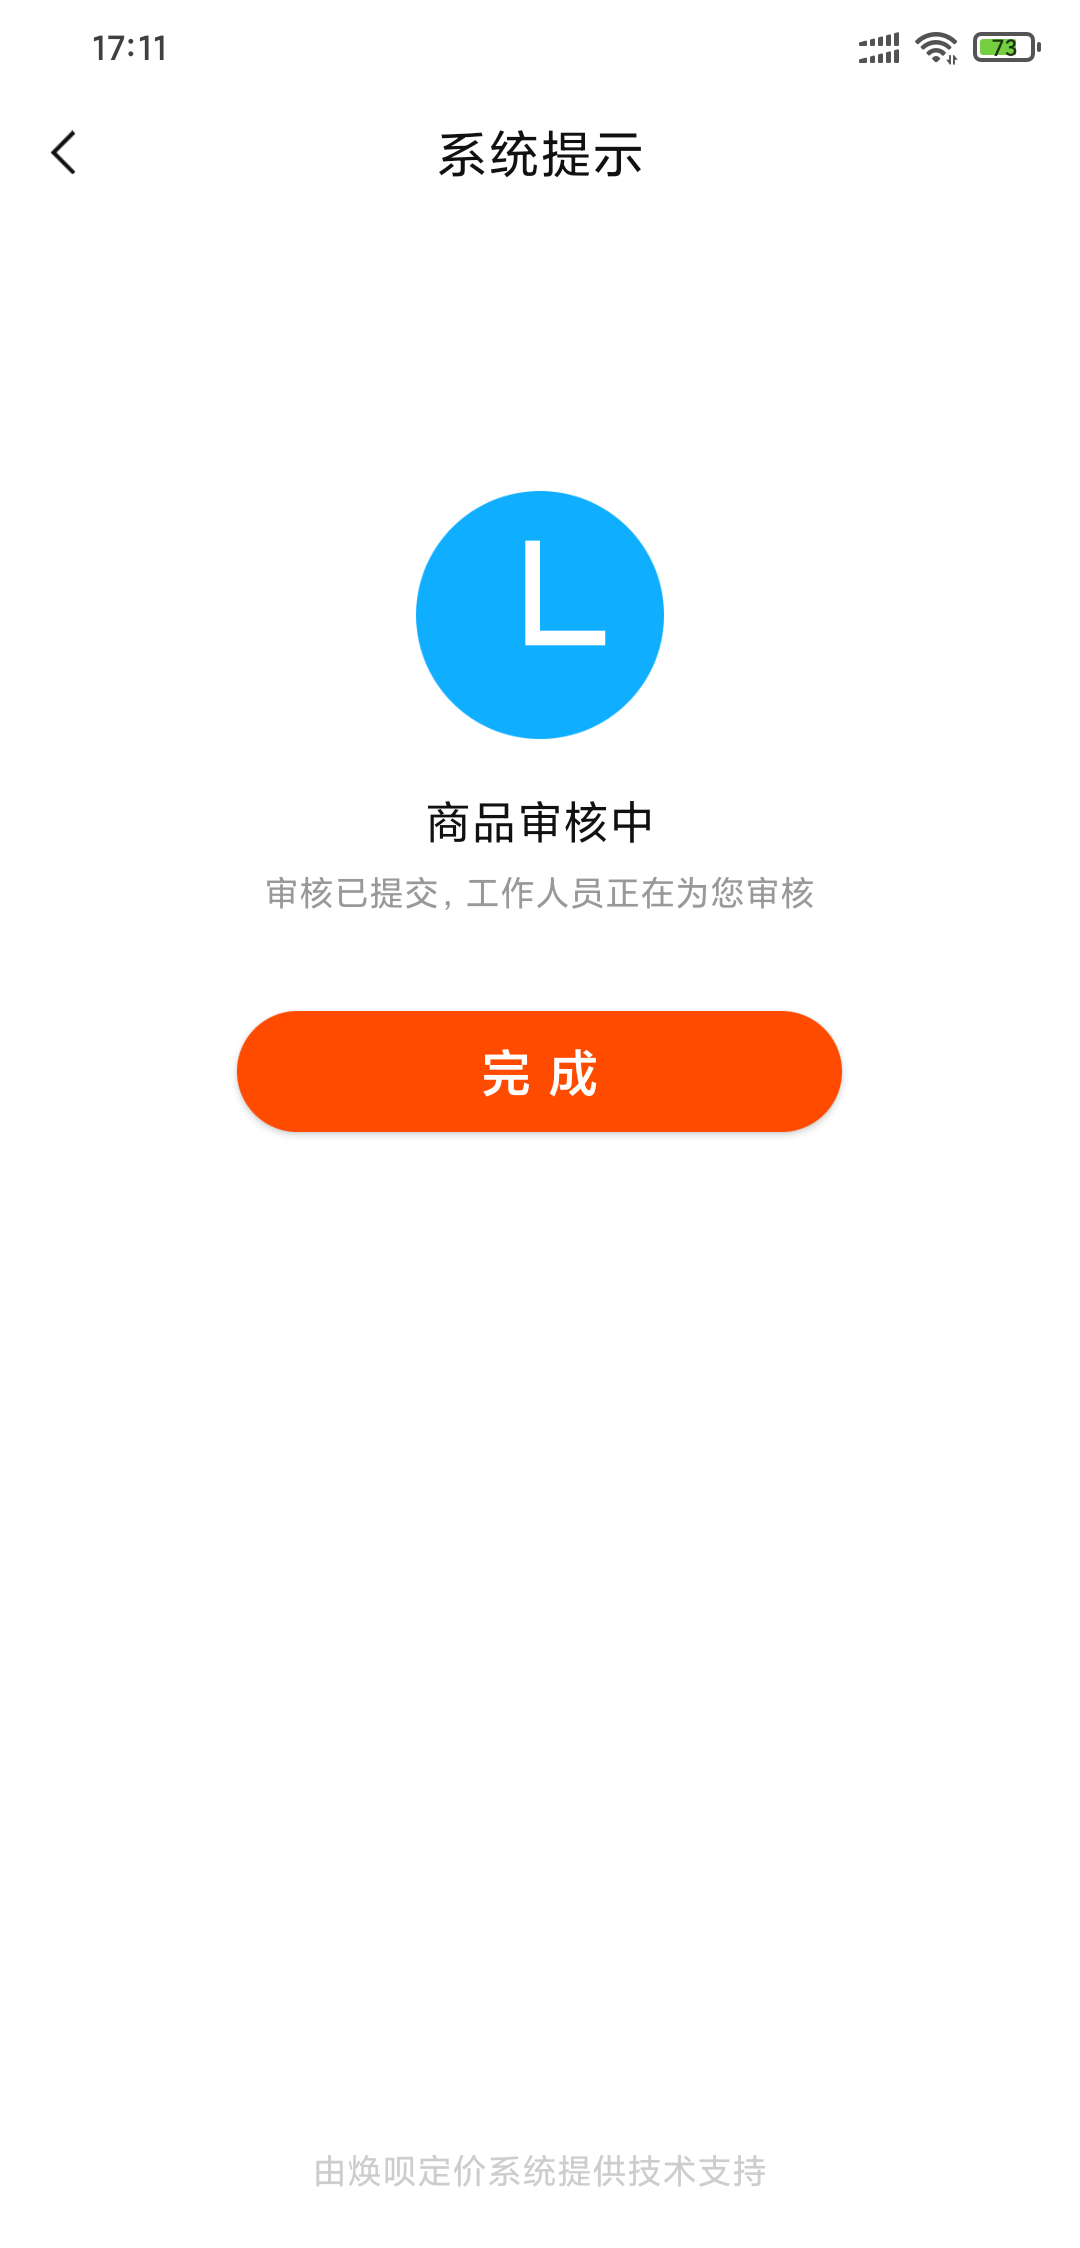 17:11
73
系统提示
商品审核中
审核已提交，工作人员正在为您审核
完 成
由焕呗定价系统提供技术支持